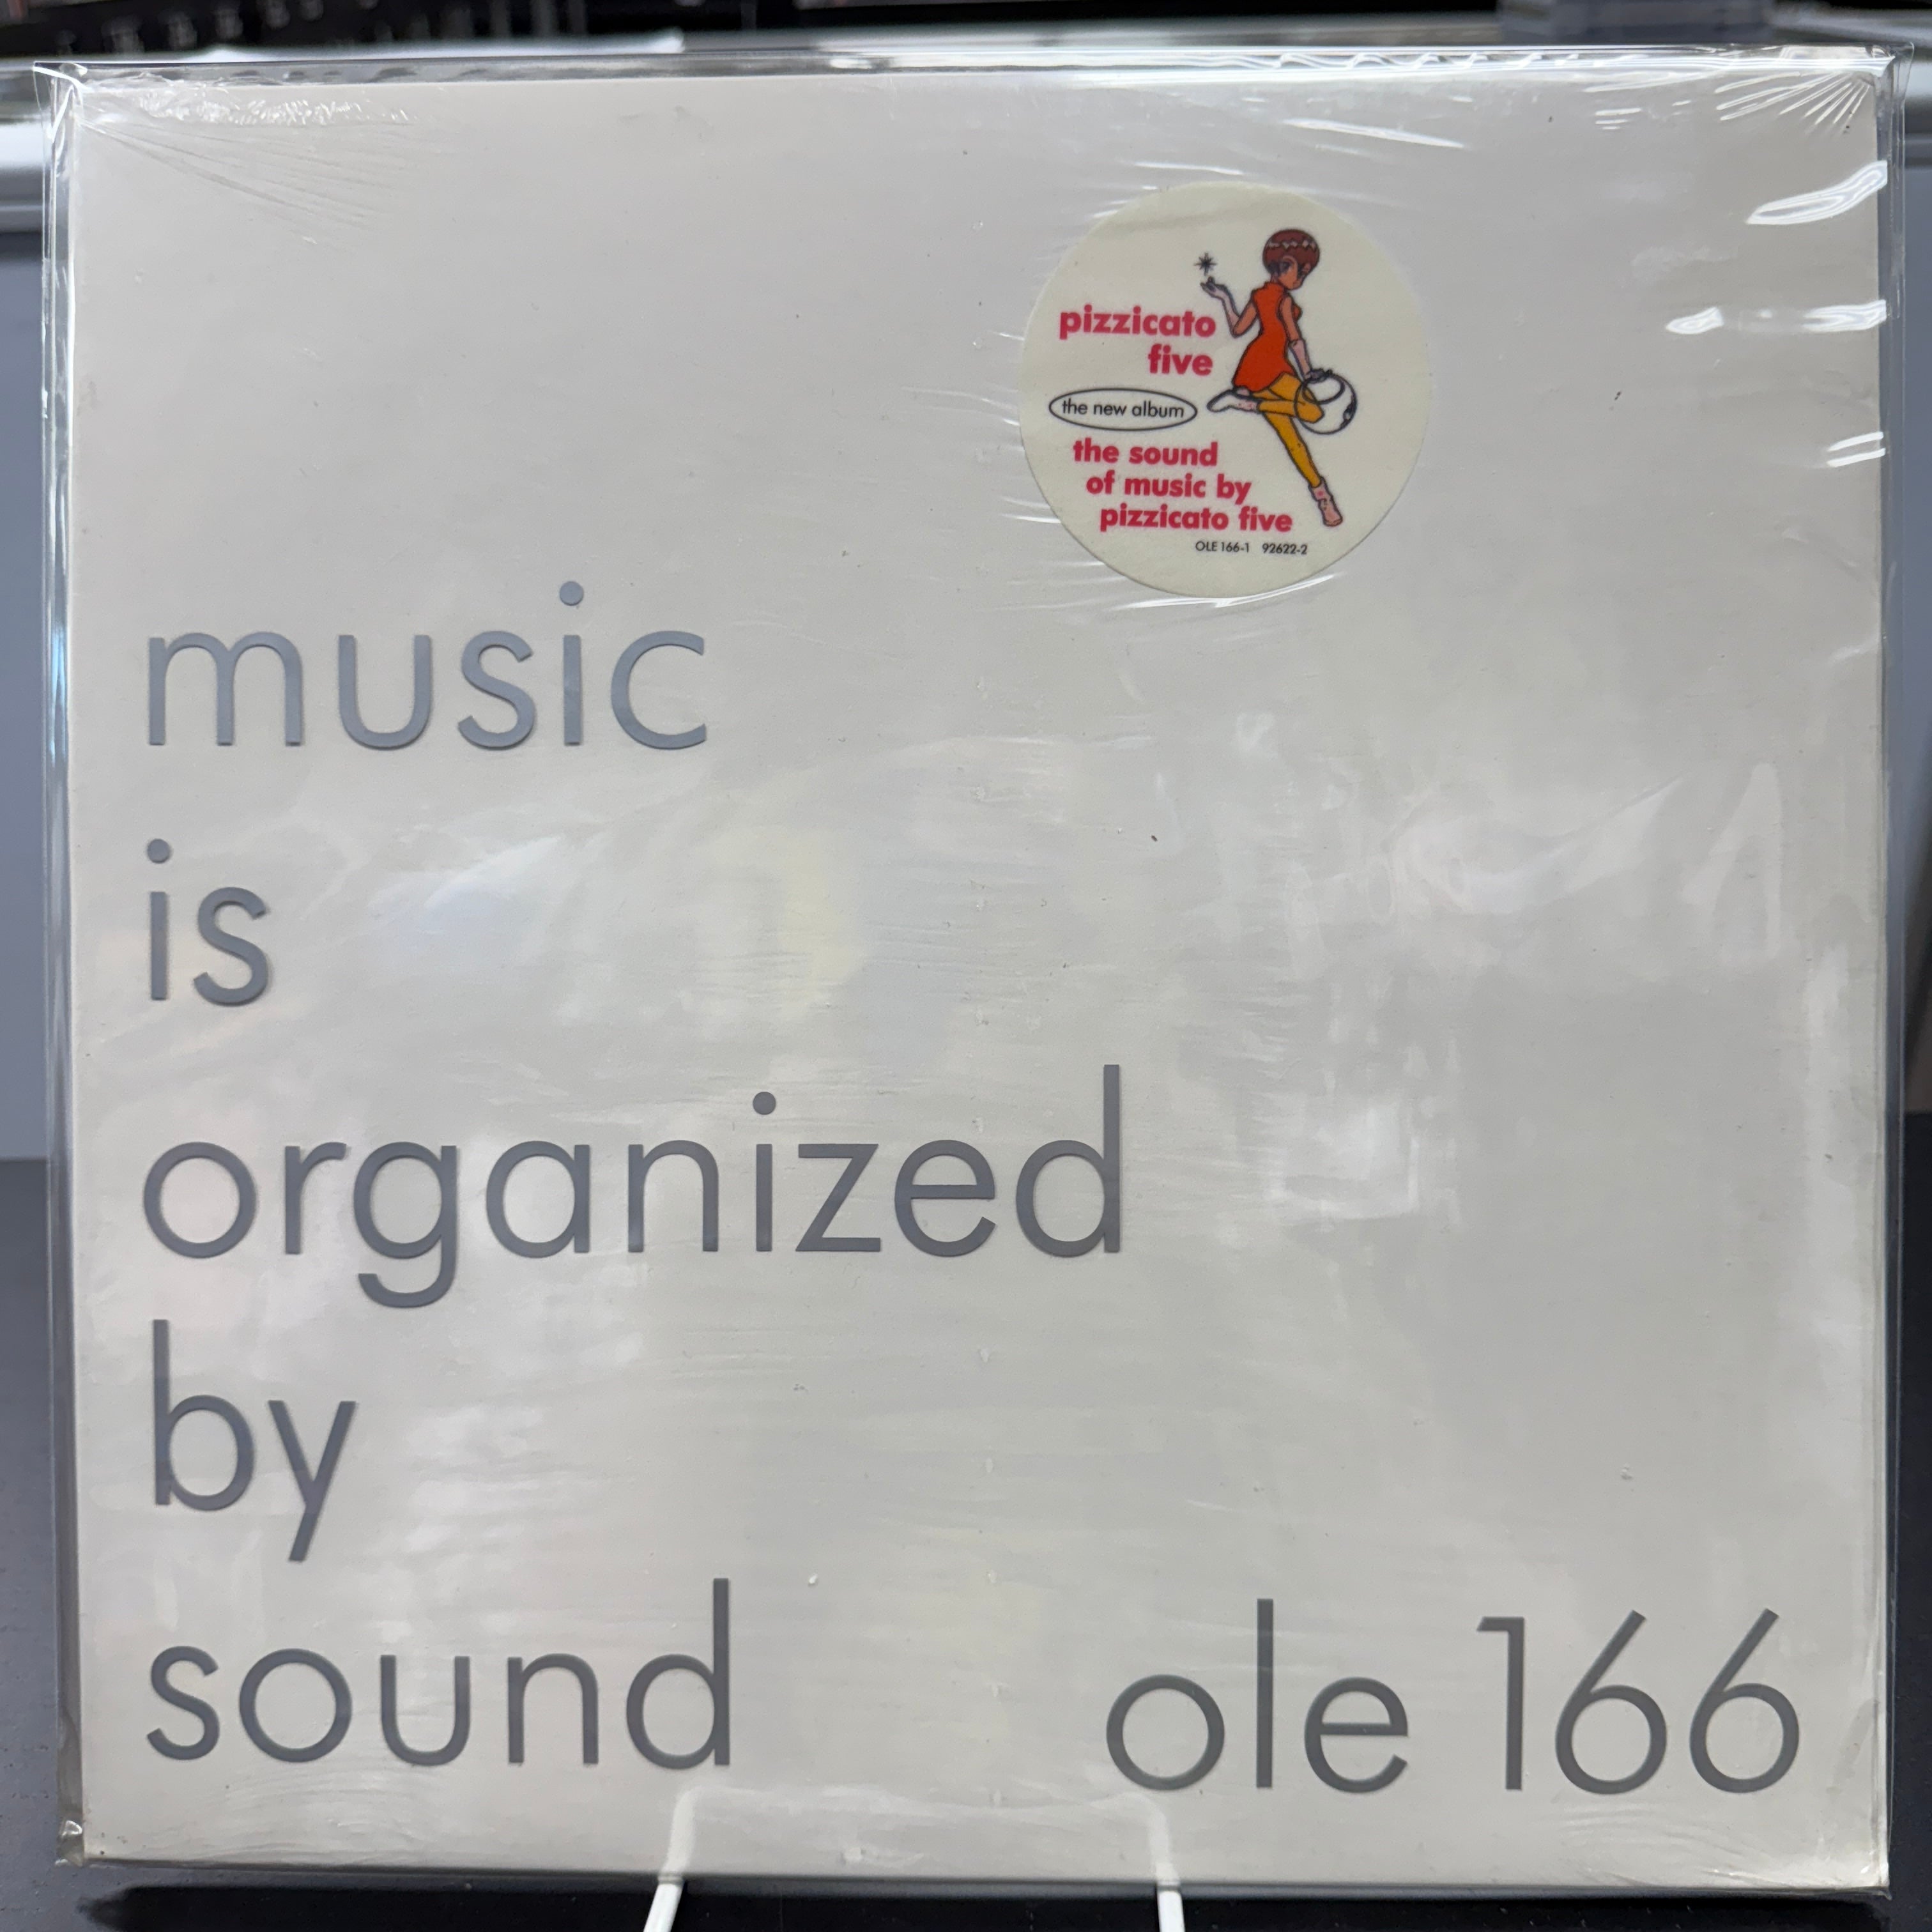 pizzicato
five
the new album
the sound
of music by
pizzicato five
OLE 166-1 92622-2
music
is
organized
by
sound
ole 166